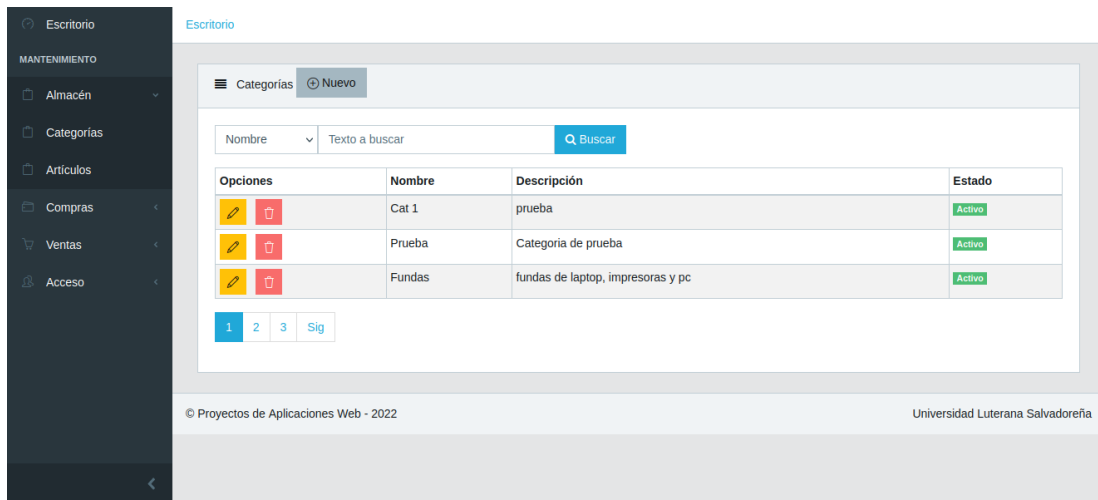 Escritorio
MANTENIMIENTO
Almacén
Categorías
Artículos
Compras
Ventas
Acceso
Escritorio
Categorías Nuevo
Nombre Texto a buscar Buscar
Opciones Nombre Descripción Estado
Cat 1 prueba Activo
Prueba Categoria de prueba Activo
Fundas fundas de laptop, impresoras y pc Activo
1 2 3 Sig
© Proyectos de Aplicaciones Web - 2022 Universidad Luterana Salvadoreña